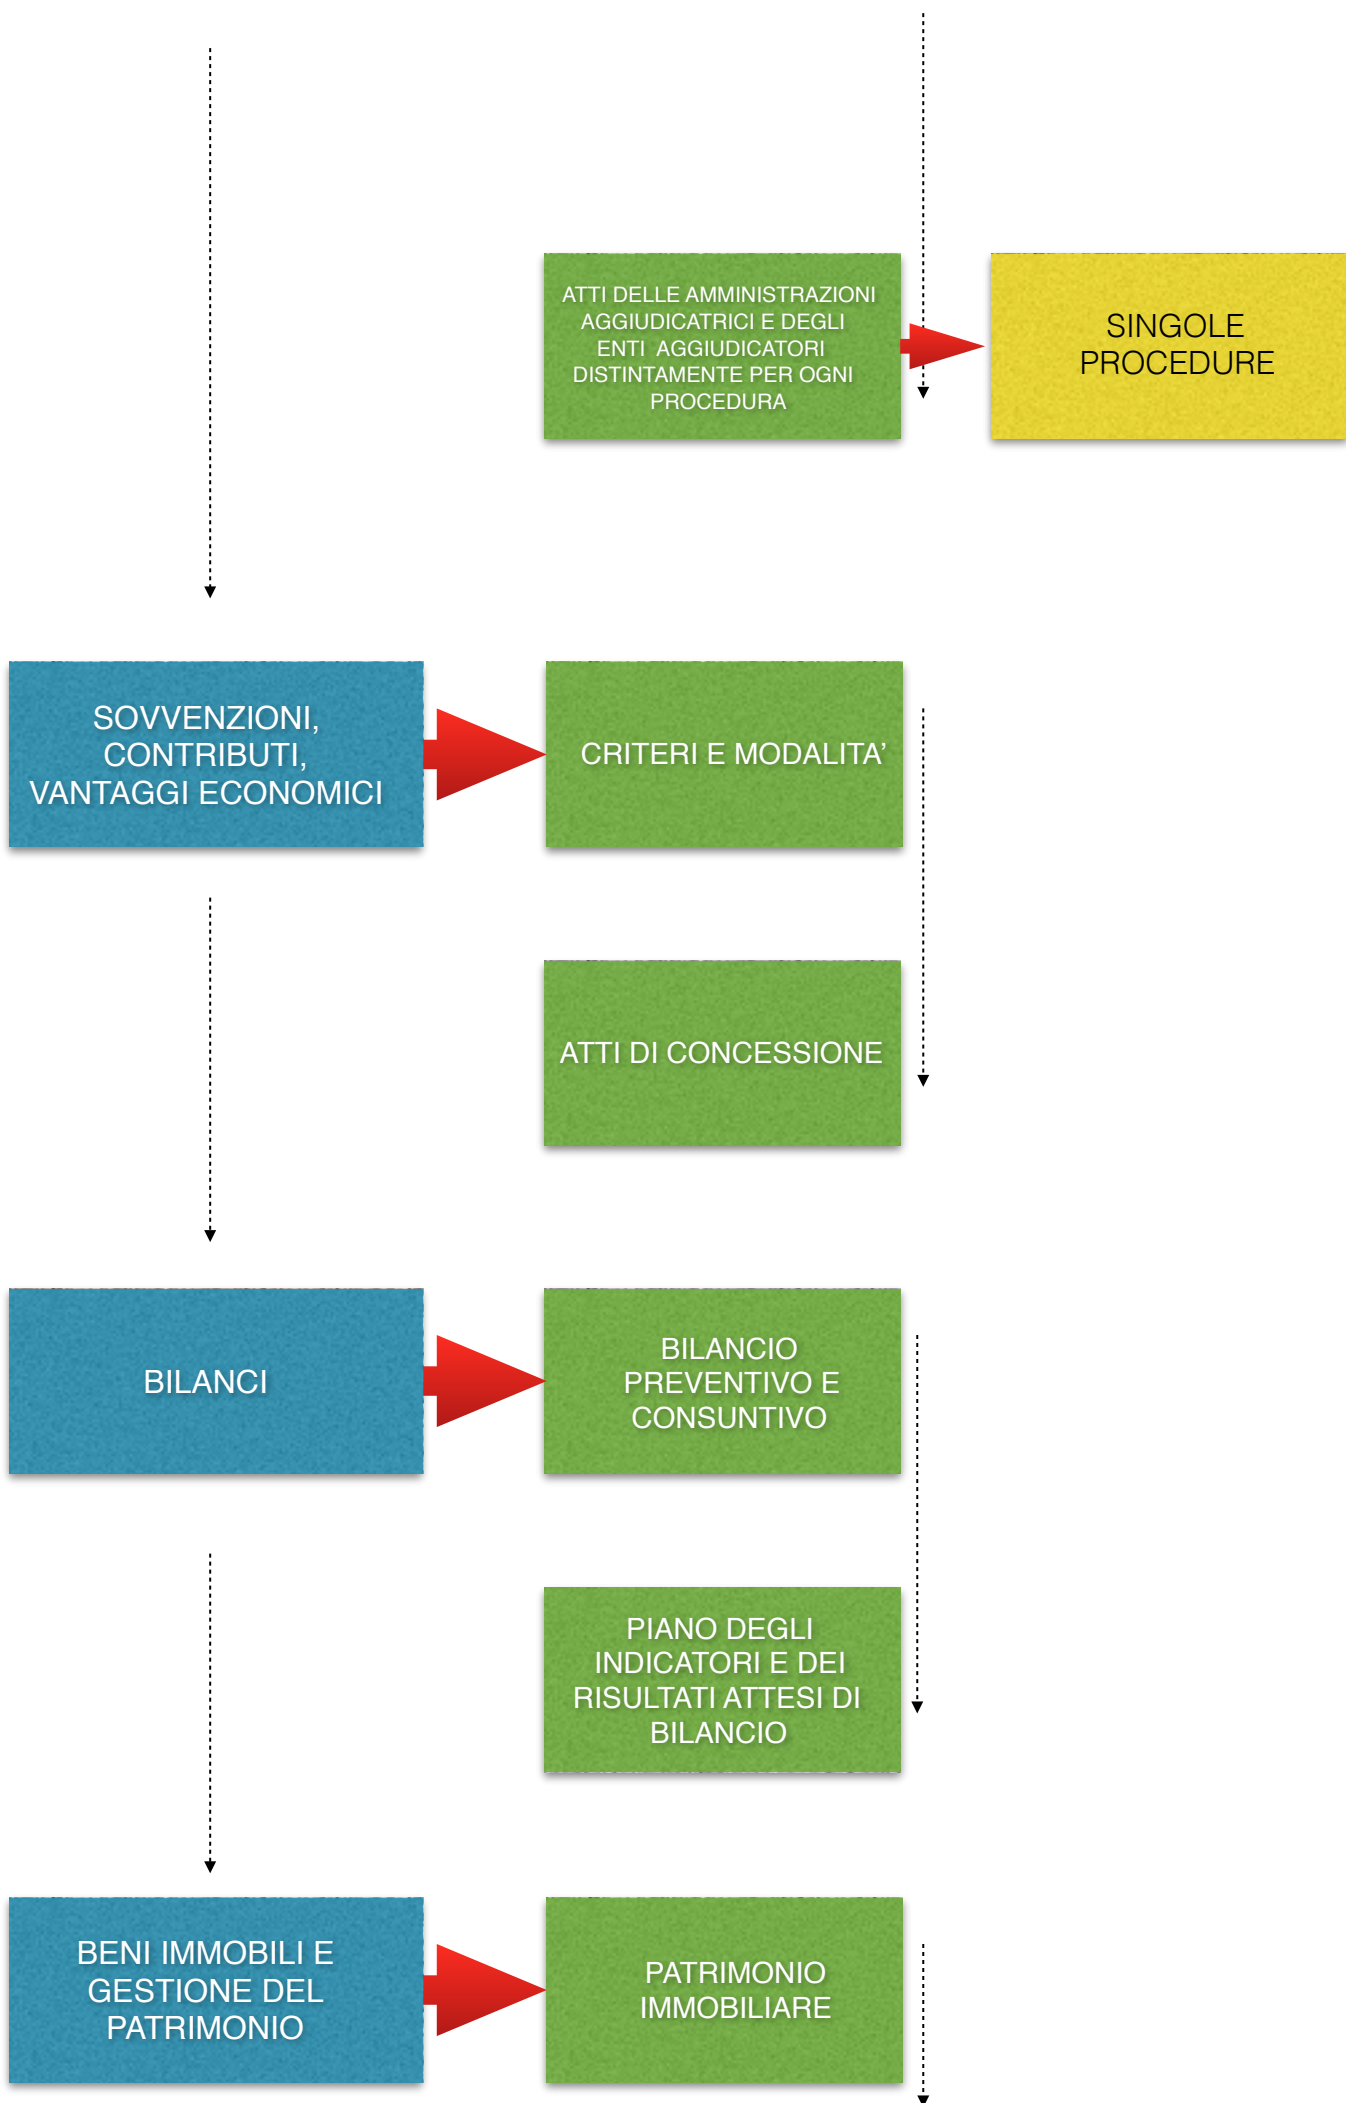 ATTI DELLE AMMINISTRAZIONI
AGGIUDICATRICI E DEGLI
ENTI  AGGIUDICATORI
DISTINTAMENTE PER OGNI
PROCEDURA
SINGOLE
PROCEDURE
SOVVENZIONI,
CONTRIBUTI,
VANTAGGI ECONOMICI
CRITERI E MODALITA’
ATTI DI CONCESSIONE
BILANCI
BILANCIO
PREVENTIVO E
CONSUNTIVO
PIANO DEGLI
INDICATORI E DEI
RISULTATI ATTESI DI
BILANCIO
BENI IMMOBILI E
GESTIONE DEL
PATRIMONIO
PATRIMONIO
IMMOBILIARE